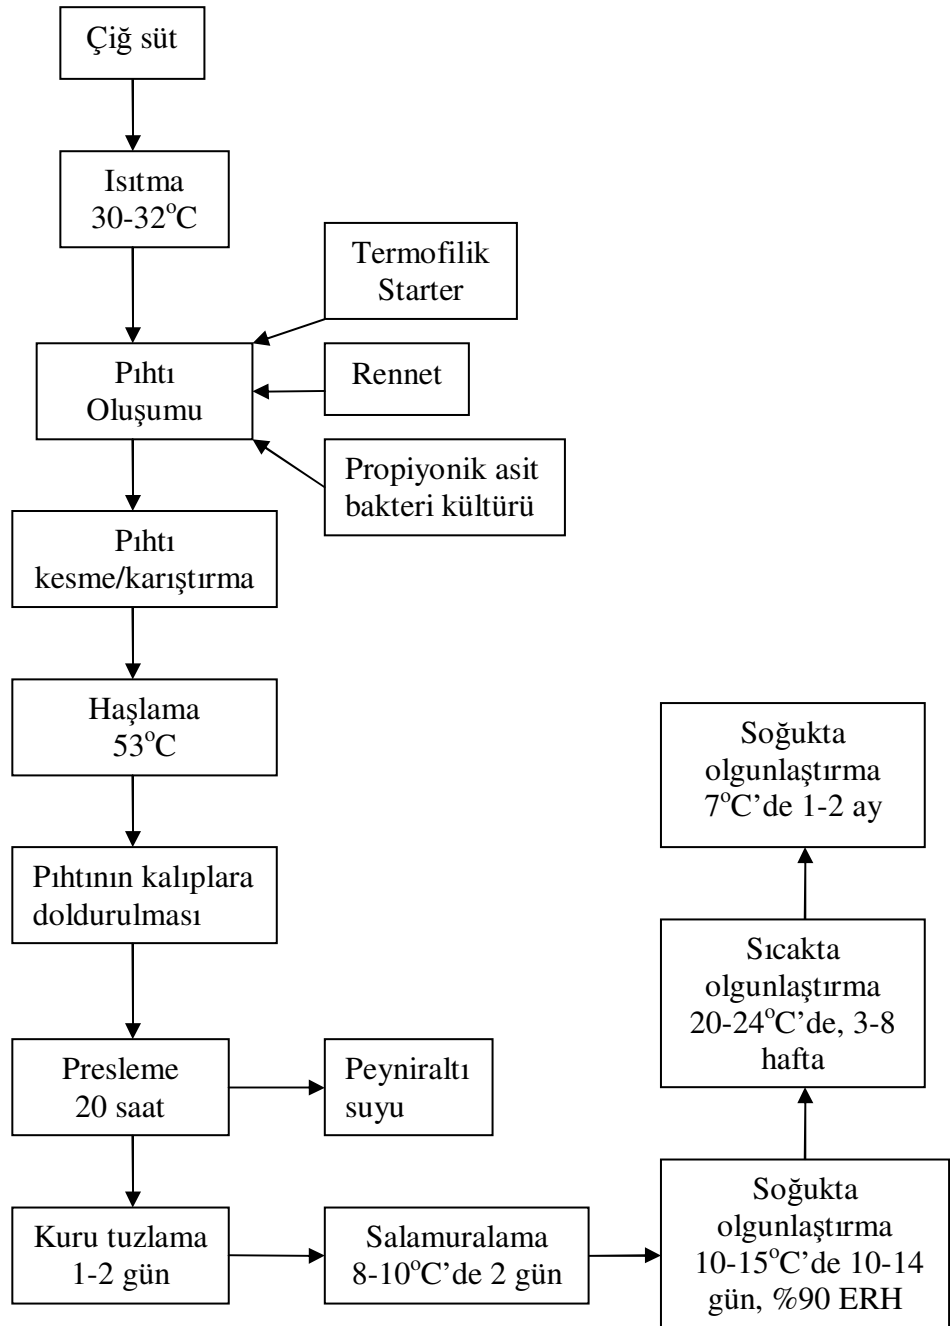 Çiğ süt
Isıtma
30-32°C
Termofilik
Starter
Pıhtı
Oluşumu
Rennet
Propiyonik asit
bakteri kültürü
Pıhtı
kesme/karıştırma
Haşlama
53°C
Pıhtının kalıplara
doldurulması
Presleme
20 saat
Peyniraltı
suyu
Kuru tuzlama
1-2 gün
Salamuralama
8-10°C’de 2 gün
Soğukta
olgunlaştırma
10-15°C’de 10-14
gün, %90 ERH
Sıcakta
olgunlaştırma
20-24°C’de, 3-8
hafta
Soğukta
olgunlaştırma
7°C’de 1-2 ay